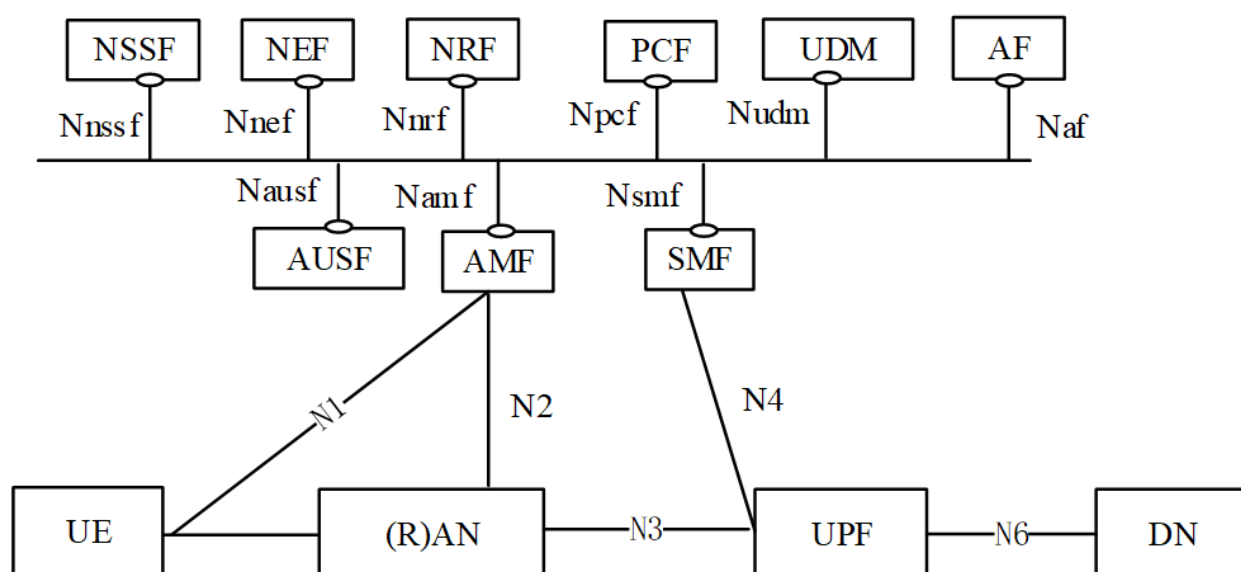 NSSF NEF NRF PCF UDM AF
Nnssf Nnef Nnrf Npcf Nudm Naf
Nausf Namf Nsmf
AUSF AMF SMF
N1 N2 N4
UE (R)AN N3 UPF N6 DN